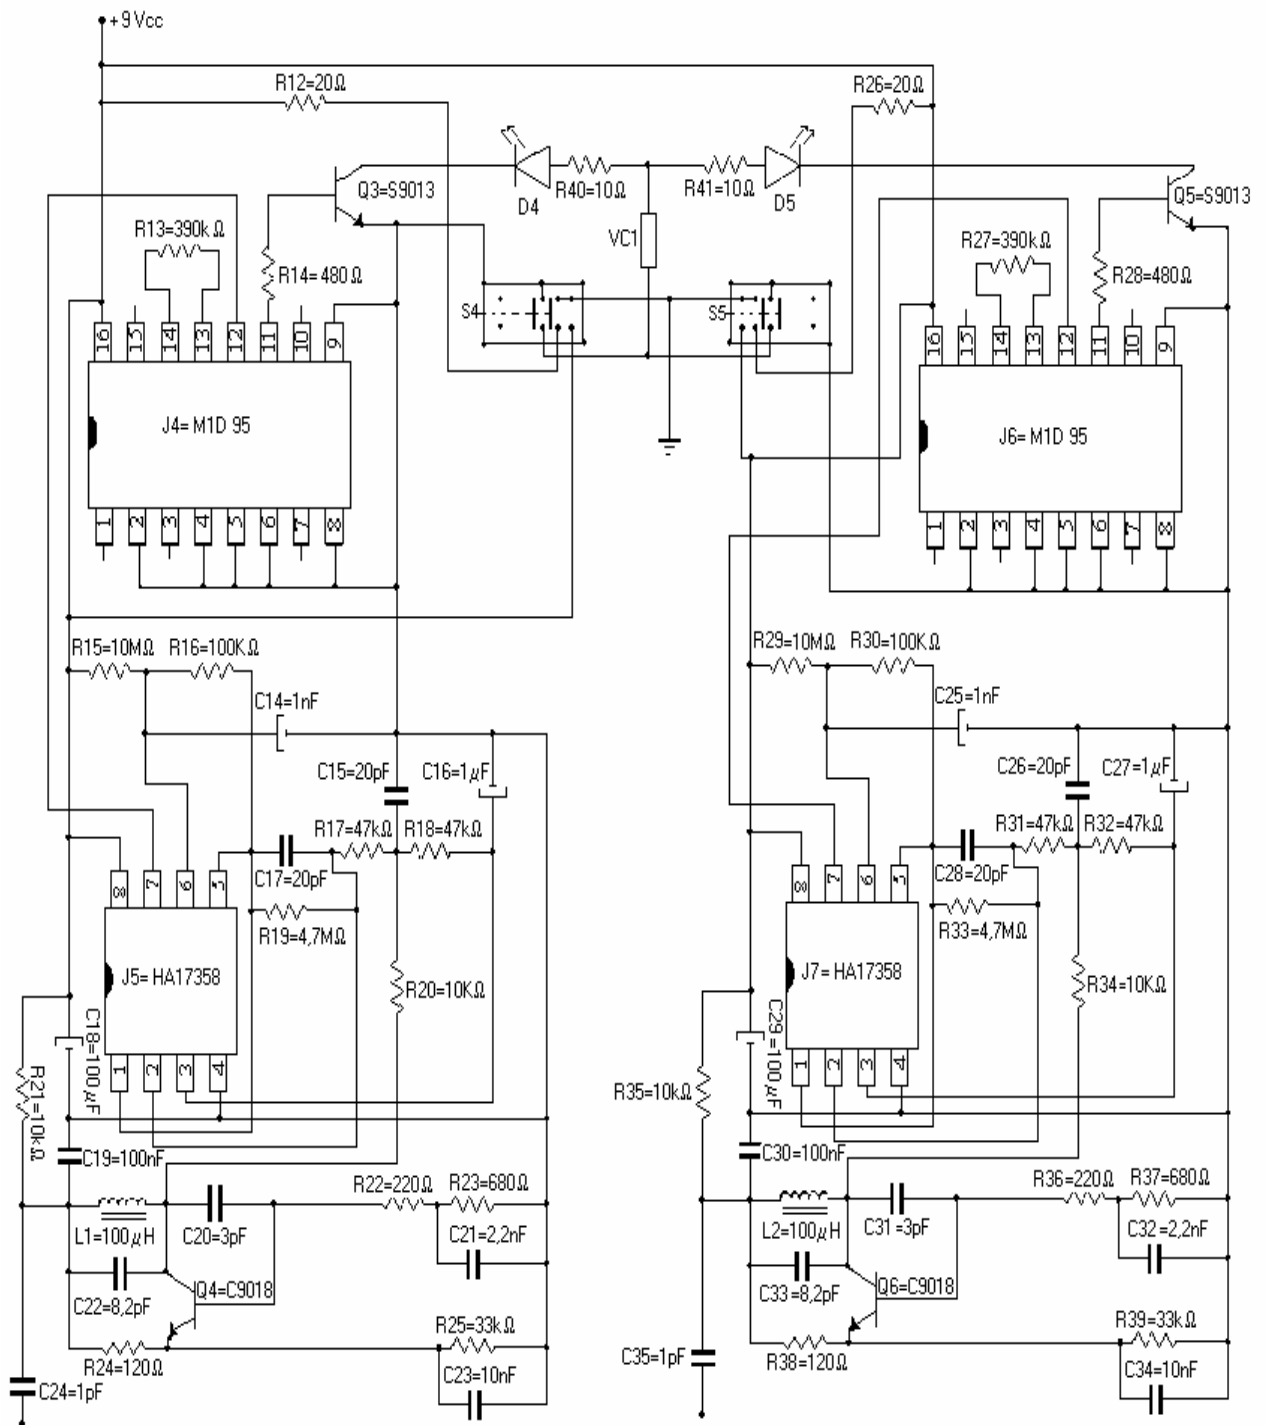 +9Vcc
R12=20Ω
R26=20Ω
Q3=S9013
R40=10Ω
R41=10Ω
D4
D5
Q5=S9013
R13=390kΩ
VC1
R27=390kΩ
R14=480Ω
R28=480Ω
S4
S5
16 15 14 13 12 11 10 9
16 15 14 13 12 11 10 9
J4=M1D 95
J6=M1D 95
1 2 3 4 5 6 7 8
1 2 3 4 5 6 7 8
R15=10MΩ
R16=100KΩ
R29=10MΩ
R30=100KΩ
C14=1nF
C25=1nF
C15=20pF
C16=1μF
C26=20pF
C27=1μF
R17=47kΩ
R18=47kΩ
R31=47kΩ
R32=47kΩ
C17=20pF
C28=20pF
8 7 6 5
8 7 6 5
R19=4,7MΩ
R33=4,7MΩ
J5=HA17358
J7=HA17358
R20=10KΩ
R34=10KΩ
C18=100μF
C29=100μF
1 2 3 4
1 2 3 4
R21=10kΩ
R35=10kΩ
C19=100nF
C30=100nF
R22=220Ω
R23=680Ω
R36=220Ω
R37=680Ω
L1=100μH
C20=3pF
C21=2,2nF
L2=100μH
C31=3pF
C32=2,2nF
C22=8,2pF
Q4=C9018
C33=8,2pF
Q6=C9018
R25=33kΩ
R39=33kΩ
R24=120Ω
R38=120Ω
C23=10nF
C34=10nF
C24=1pF
C35=1pF